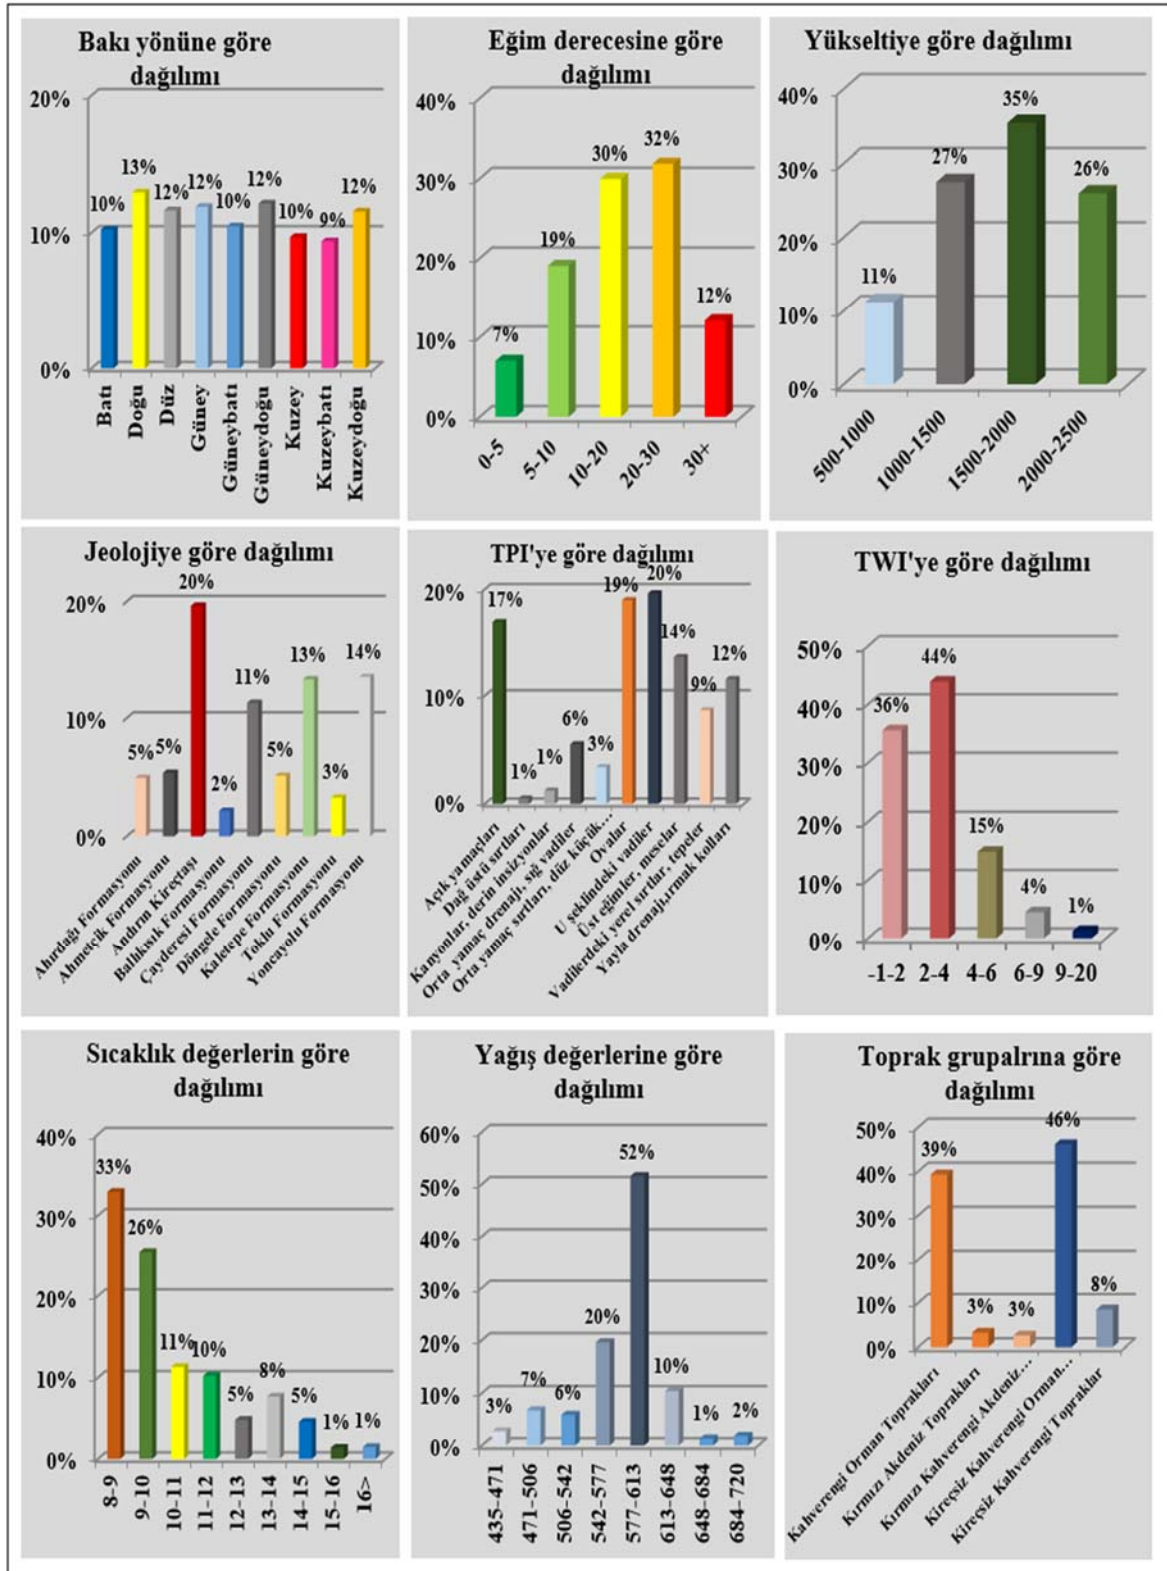 Bakı yönüne göre
dağılımı
20%
10%
0%
10%
13%
12%
12%
10%
12%
10%
9%
12%
Batı
Doğu
Düz
Güney
Güneybatı
Güneydoğu
Kuzey
Kuzeybatı
Kuzeydoğu
Eğim derecesine göre
dağılımı
40%
30%
20%
10%
0%
7%
19%
30%
32%
12%
0-5
5-10
10-20
20-30
30+
Yükseltiye göre dağılımı
40%
30%
20%
10%
0%
11%
27%
35%
26%
500-1000
1000-1500
1500-2000
2000-2500
Jeolojiye göre dağılımı
20%
10%
0%
5%
5%
20%
2%
11%
5%
13%
3%
14%
Ahırdağı Formasyonu
Ahmetçik Formasyonu
Andırın Kireçtaşı
Ballıkısık Formasyonu
Çayderesi Formasyonu
Döngele Formasyonu
Kaletepe Formasyonu
Toklu Formasyonu
Yoncayolu Formasyonu
TPI'ye göre dağılımı
20%
10%
0%
17%
1%
1%
6%
3%
19%
20%
14%
9%
12%
Açık yamaçları
Dağ üstü sırtları
Kanyonlar, derin insizyonlar
Orta yamaç drenajı, sığ vadiler
Orta yamaç sırtları, düz küçük…
Ovalar
U şeklindeki vadiler
Üst eğimler, meselar
Vadilerdeki yerel sırtlar, tepeler
Yayla drenajı,ırmak kolları
TWI'ye göre dağılımı
50%
40%
30%
20%
10%
0%
36%
44%
15%
4%
1%
-1-2
2-4
4-6
6-9
9-20
Sıcaklık değerlerin göre
dağılımı
40%
30%
20%
10%
0%
33%
26%
11%
10%
5%
8%
5%
1%
1%
8-9
9-10
10-11
11-12
12-13
13-14
14-15
15-16
16>
Yağış değerlerine göre
dağılımı
60%
50%
40%
30%
20%
10%
0%
3%
7%
6%
20%
52%
10%
1%
2%
435-471
471-506
506-542
542-577
577-613
613-648
648-684
684-720
Toprak grupalrına göre
dağılımı
50%
40%
30%
20%
10%
0%
39%
3%
3%
46%
8%
Kahverengi Orman Toprakları
Kırmızı Akdeniz Toprakları
Kırmızı Kahverengi Akdeniz…
Kireçsiz Kahverengi Orman…
Kireçsiz Kahverengi Topraklar